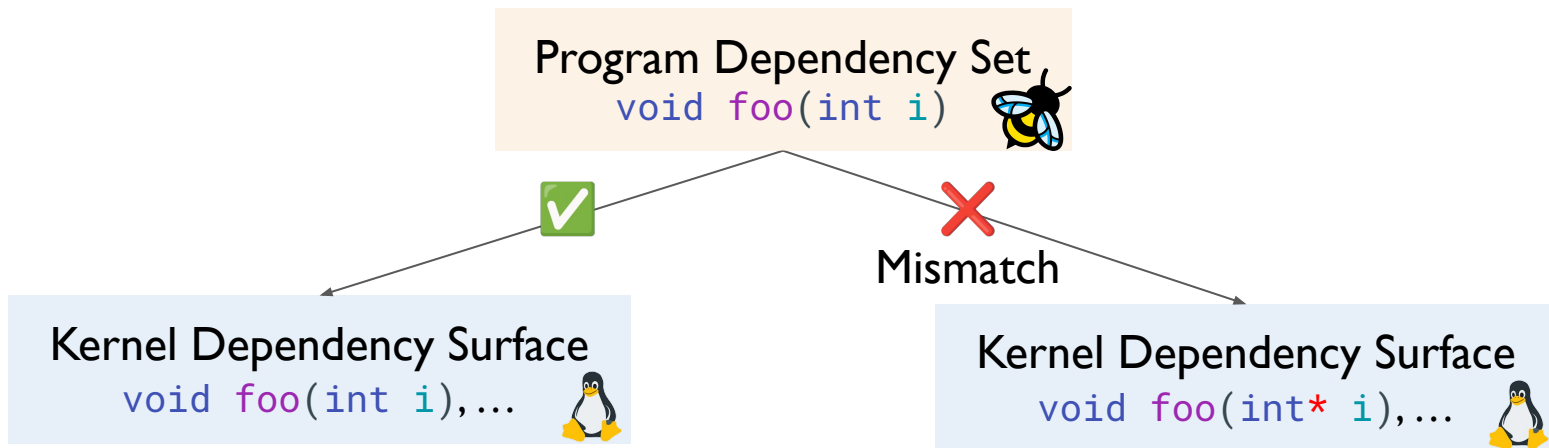 Program Dependency Set
void foo(int i)
Mismatch
Kernel Dependency Surface
void foo(int i), ...
Kernel Dependency Surface
void foo(int* i), ...